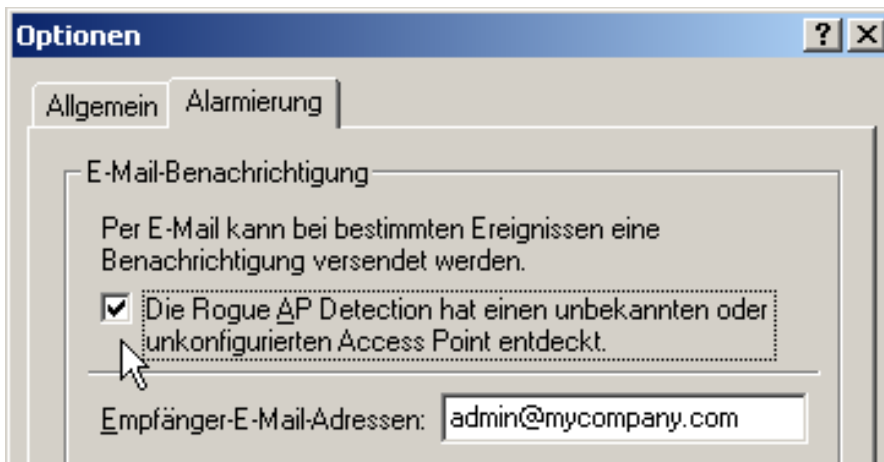 Optionen
Allgemein
Alarmierung
E-Mail-Benachrichtigung
Per E-Mail kann bei bestimmten Ereignissen eine
Benachrichtigung versendet werden.
Die Rogue AP Detection hat einen unbekannten oder
unkonfigurierten Access Point entdeckt.
Empfänger-E-Mail-Adressen: admin@mycompany.com